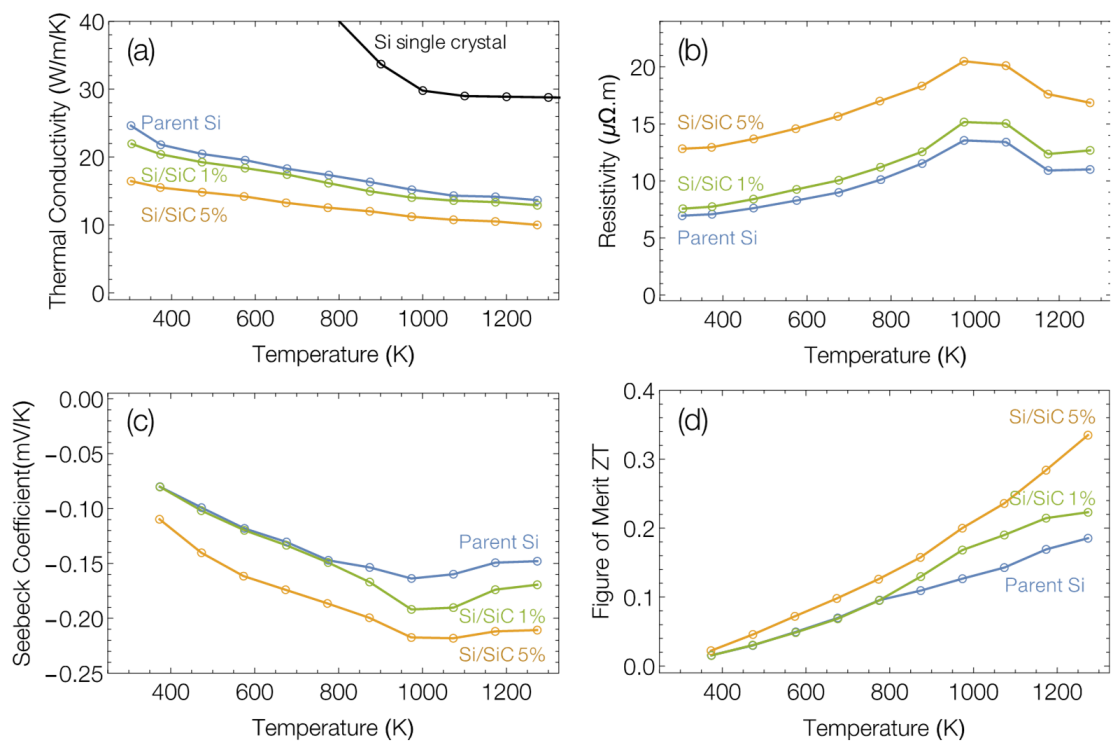 (a)
Si single crystal
Parent Si
Si/SiC 1%
Si/SiC 5%
Thermal Conductivity (W/m/K)
40
30
20
10
0
400 600 800 1000 1200
Temperature (K)
(b)
Si/SiC 5%
Si/SiC 1%
Parent Si
Resistivity (μΩ.m)
20
15
10
5
0
400 600 800 1000 1200
Temperature (K)
(c)
Parent Si
Si/SiC 1%
Si/SiC 5%
Seebeck Coefficient(mV/K)
0.00
−0.05
−0.10
−0.15
−0.20
−0.25
400 600 800 1000 1200
Temperature (K)
(d)
Si/SiC 5%
Si/SiC 1%
Parent Si
Figure of Merit ZT
0.4
0.3
0.2
0.1
0.0
400 600 800 1000 1200
Temperature (K)